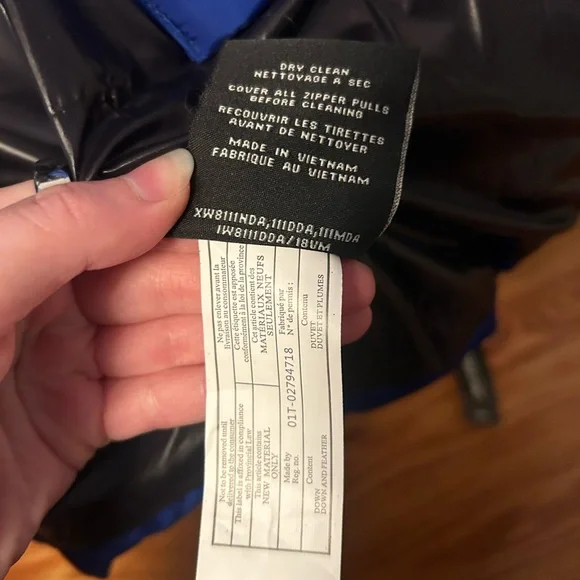 DRY CLEAN
NETTOYAGE A SEC
COVER ALL ZIPPER PULLS
BEFORE CLEANING
RECOUVRIR LES TIRETTES
AVANT DE NETTOYER
MADE IN VIETNAM
FABRIQUE AU VIETNAM
XW8111NDA,111DDA,111MDA
IW8111DDA/18VM
Ne pas enlever avant la
livraison au consommateur
Cette étiquette est apposée
conformément à la loi de la province
Cet article contient des
MATÉRIAUX NEUFS
SEULEMENT
Fabriqué par
N° de permis :
Contenu
DUVET
DUVET ET PLUMES
Not to be removed until
delivered to the consumer
This label is affixed in compliance
with Provincial Law
This article contains
NEW MATERIAL
ONLY
Made by
Reg. no.
01T-02794718
Content
DOWN
DOWN AND FEATHER